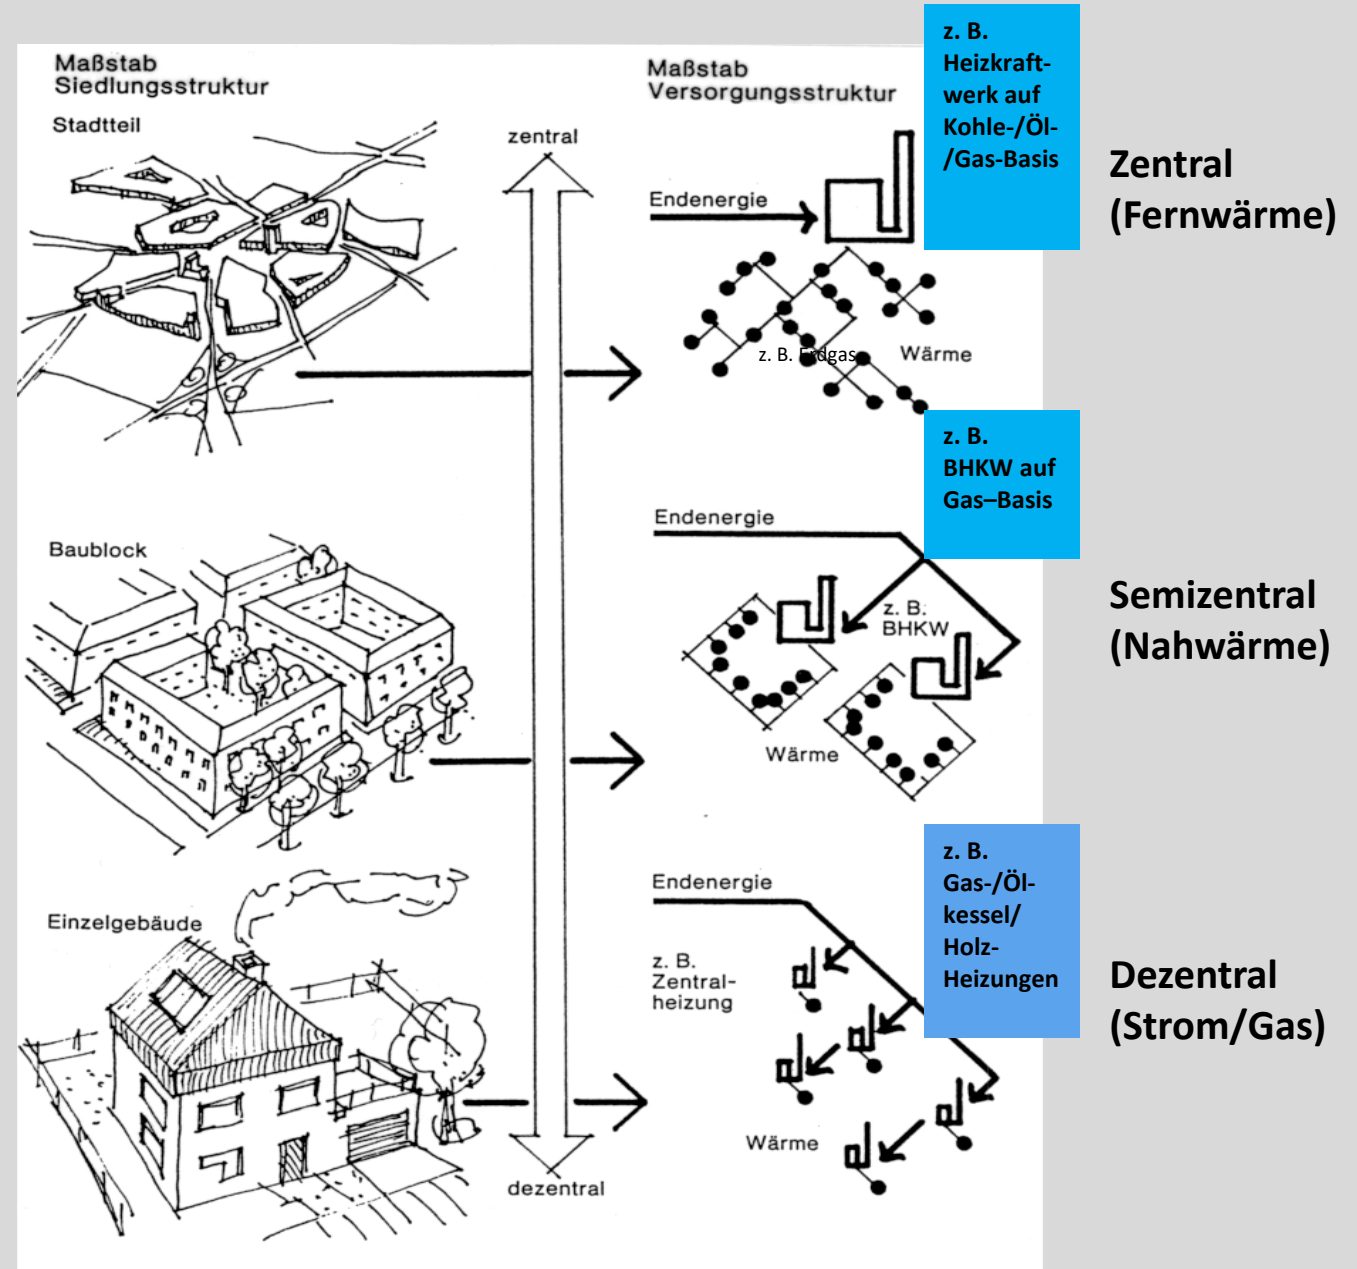 Maßstab
Siedlungsstruktur
Stadtteil
zentral
Maßstab
Versorgungsstruktur
Endenergie
z. B.
Heizkraft-
werk auf
Kohle-/Öl-
/Gas-Basis
Zentral
(Fernwärme)
z. B. Erdgas
Wärme
Baublock
Endenergie
z. B.
BHKW auf
Gas–Basis
z. B.
BHKW
Wärme
Semizentral
(Nahwärme)
Einzelgebäude
Endenergie
z. B.
Zentral-
heizung
Wärme
dezentral
z. B.
Gas-/Öl-
kessel/
Holz-
Heizungen
Dezentral
(Strom/Gas)